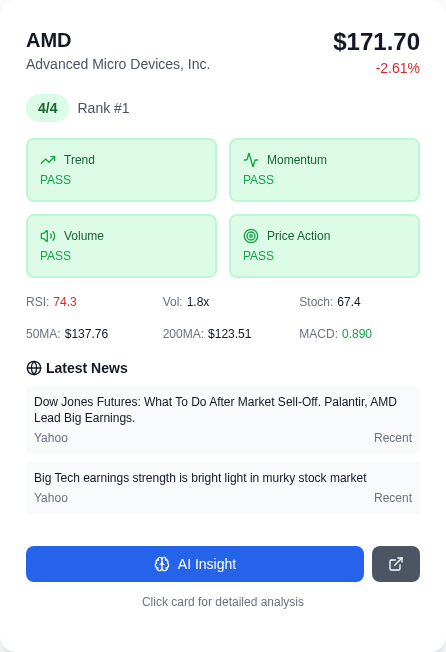 AMD
$171.70
Advanced Micro Devices, Inc.
-2.61%
4/4 Rank #1
Trend
PASS
Momentum
PASS
Volume
PASS
Price Action
PASS
RSI: 74.3
Vol: 1.8x
Stoch: 67.4
50MA: $137.76
200MA: $123.51
MACD: 0.890
Latest News
Dow Jones Futures: What To Do After Market Sell-Off. Palantir, AMD
Lead Big Earnings.
Yahoo
Recent
Big Tech earnings strength is bright light in murky stock market
Yahoo
Recent
AI Insight
Click card for detailed analysis